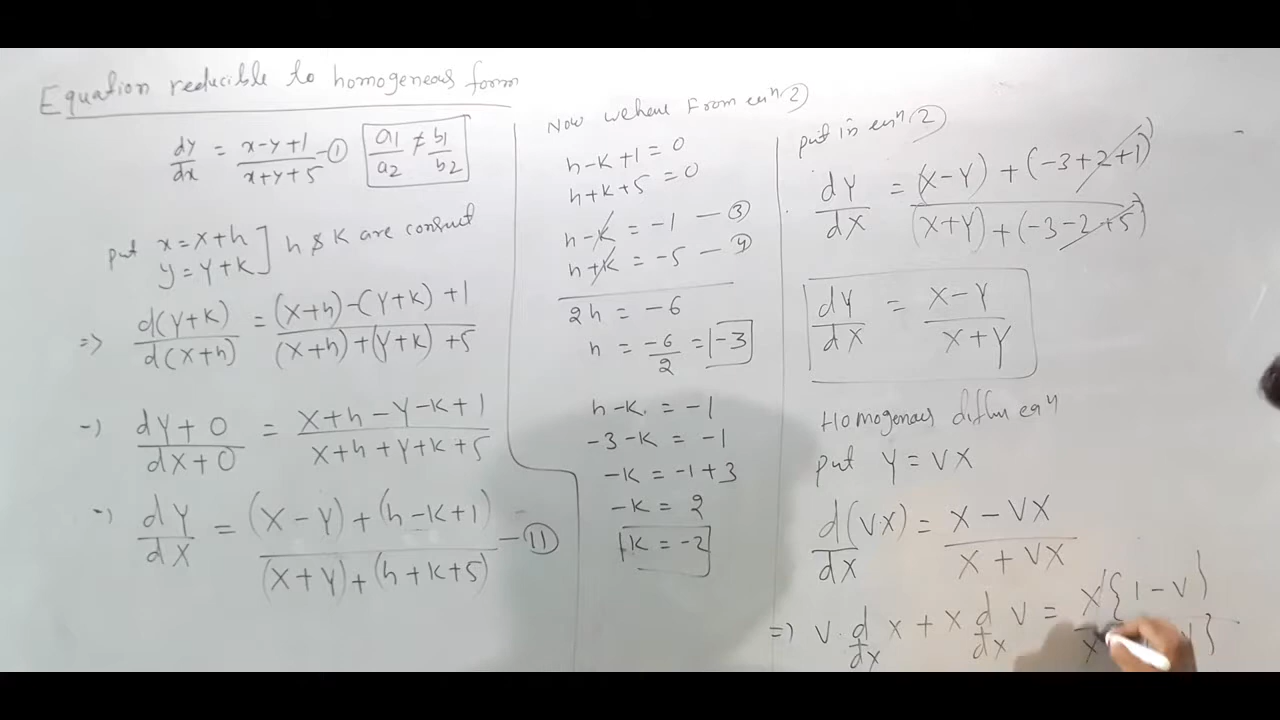 Equation reducible to homogeneous form
dy/dx = x-y+1/x+y+5 -① a1/a2 ≠ b1/b2
put x=X+h
y=Y+k ] h & k are constuct
=> d(Y+k)/d(X+h) = (X+h)-(Y+k)+1/(X+h)+(Y+k)+5
-) dY+0/dX+0 = X+h-Y-k+1/X+h+Y+k+5
-) dY/dX = (X-Y)+(h-k+1)/(X+Y)+(h+k+5) -⑪
Now we have From eqn 2)
h-k+1=0
h+k+5=0
h-k = -1 - ③
h+k = -5 - ④
2h = -6
h = -6/2 = -3
h-k = -1
-3-k = -1
-k = -1+3
-k = 2
k = -2
put in eqn 2)
dY/dX = (X-Y)+(-3+2+1)/(X+Y)+(-3-2+5)
dY/dX = X-Y/X+Y
Homogenous differ eqn
put Y=VX
d/dX (V.X) = X-VX/X+VX
=) V. d/dX X + X d/dX V = X{1-V}/X